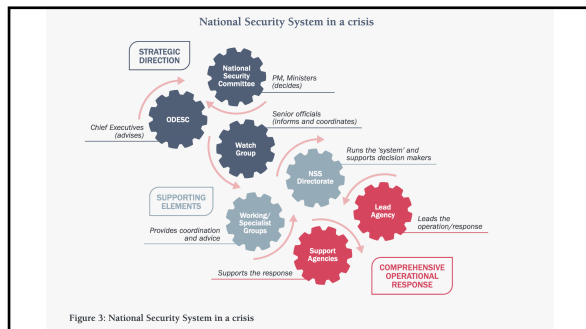 National Security System in a crisis
STRATEGIC
DIRECTION
National
Security
Committee
PM, Ministers
(decides)
ODESC
Chief Executives
(advises)
Senior officials
(informs and coordinates)
Watch
Group
Runs the 'system' and
supports decision makers
NSS
Directorate
SUPPORTING
ELEMENTS
Lead
Agency
Working/
Specialist
Groups
Provides coordination
and advice
Leads the
operation/response
Support
Agencies
Supports the response
COMPREHENSIVE
OPERATIONAL
RESPONSE
Figure 3: National Security System in a crisis